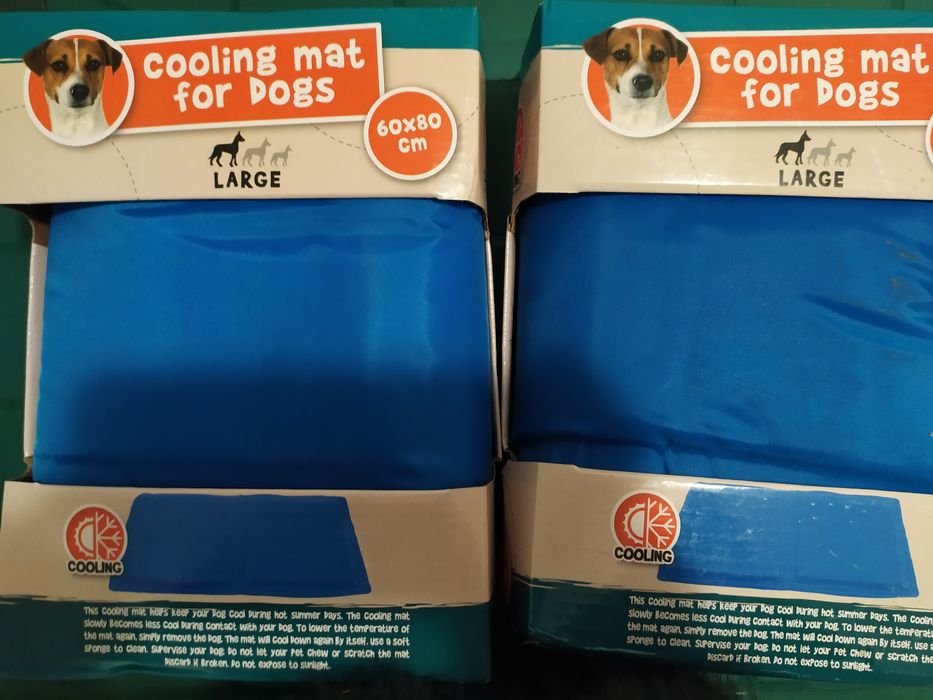 Cooling mat
for Dogs
60x80
cm
LARGE
COOLING
This Cooling mat helps keep your Dog Cool During hot summer Days. The Cooling mat
slowly Becomes less Cool During Contact with your Dog. To lower the temperature of
the mat again, simply remove the Dog. The mat will Cool Down again By itself. use a soft
sponge to clean. supervise your Dog: Do not let your pet Chew or scratch the mat
Discard if Broken. Do not expose to sunlight.
Cooling mat
for Dogs
LARGE
COOLING
This Cooling mat helps keep your Dog Cool During hot summer Days. The
slowly Becomes less Cool During Contact with your Dog. To lower the
the mat again, simply remove the Dog. The mat will Cool Down again By itself. use
sponge to clean. supervise your Dog: Do not let your pet Chew or scratch the
Discard if Broken. Do not expose to sunlight.